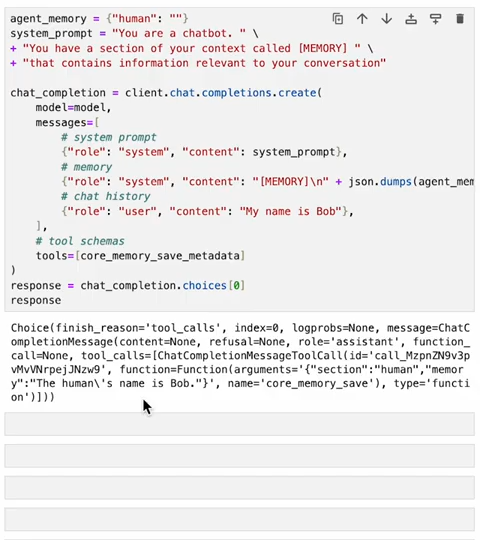 agent_memory = {"human": ""}
system_prompt = "You are a chatbot. " \
+ "You have a section of your context called [MEMORY] " \
+ "that contains information relevant to your conversation"
chat_completion = client.chat.completions.create(
    model=model,
    messages=[
        # system prompt
        {"role": "system", "content": system_prompt},
        # memory
        {"role": "system", "content": "[MEMORY]\n" + json.dumps(agent_mem
        # chat history
        {"role": "user", "content": "My name is Bob"},
    ],
    # tool schemas
    tools=[core_memory_save_metadata]
)
response = chat_completion.choices[0]
response
Choice(finish_reason='tool_calls', index=0, logprobs=None, message=ChatC
ompletionMessage(content=None, refusal=None, role='assistant', function_
call=None, tool_calls=[ChatCompletionMessageToolCall(id='call_MzpnZN9v3p
vMvVNrpejJNzw9', function=Function(arguments='{"section":"human","memor
y":"The human\'s name is Bob."}', name='core_memory_save'), type='functi
on')]))